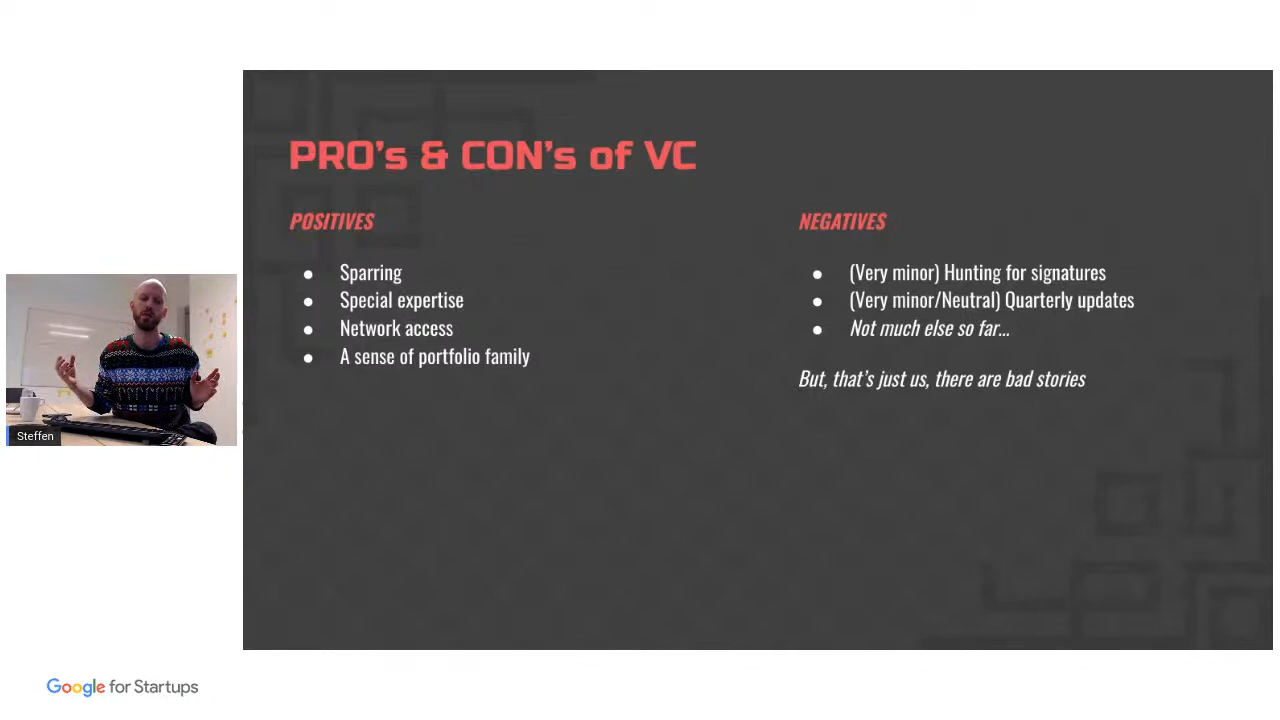 PRO's & CON's of VC
POSITIVES
● Sparring
● Special expertise
● Network access
● A sense of portfolio family
NEGATIVES
● (Very minor) Hunting for signatures
● (Very minor/Neutral) Quarterly updates
● Not much else so far...
But, that's just us, there are bad stories
Steffen
Google for Startups